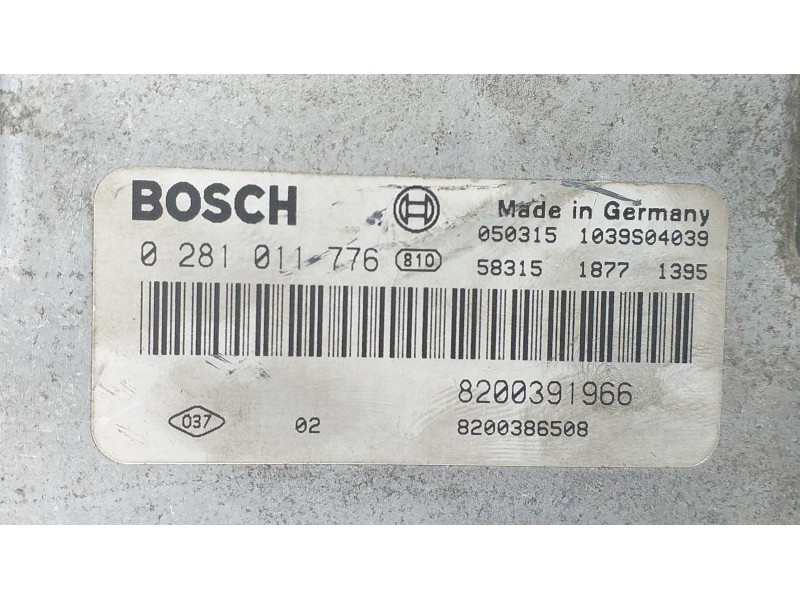 BOSCH
Made in Germany
0 281 011 776 810
050315 1039S04039
58315 1877 1395
8200391966
037 02 8200386508